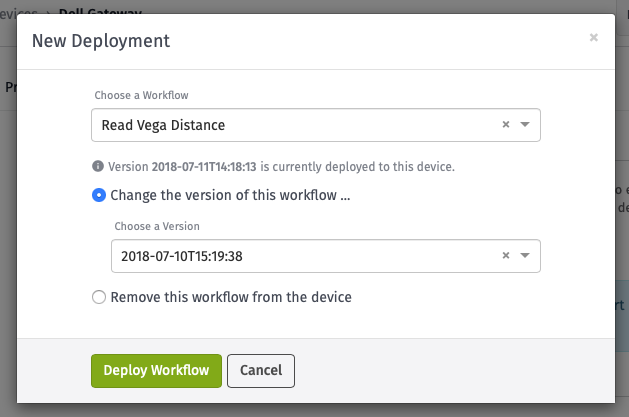 evices > Dell Gateway
New Deployment
×
Pr
Choose a Workflow
Read Vega Distance ×
Version 2018-07-11T14:18:13 is currently deployed to this device.
Change the version of this workflow ...
Choose a Version
2018-07-10T15:19:38 ×
Remove this workflow from the device
Deploy Workflow Cancel